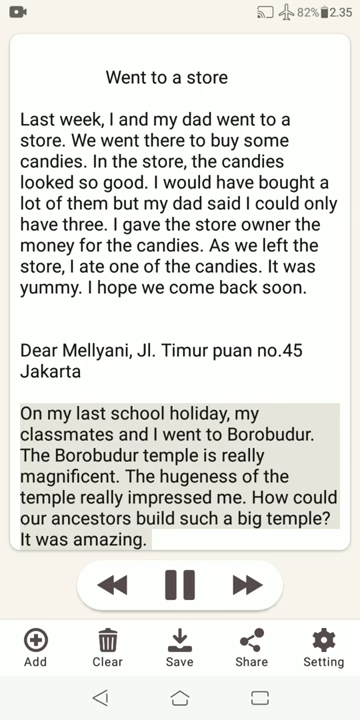 82% 2.35
Went to a store
Last week, I and my dad went to a
store. We went there to buy some
candies. In the store, the candies
looked so good. I would have bought a
lot of them but my dad said I could only
have three. I gave the store owner the
money for the candies. As we left the
store, I ate one of the candies. It was
yummy. I hope we come back soon.
Dear Mellyani, Jl. Timur puan no.45
Jakarta
On my last school holiday, my
classmates and I went to Borobudur.
The Borobudur temple is really
magnificent. The hugeness of the
temple really impressed me. How could
our ancestors build such a big temple?
It was amazing.
Add Clear Save Share Setting